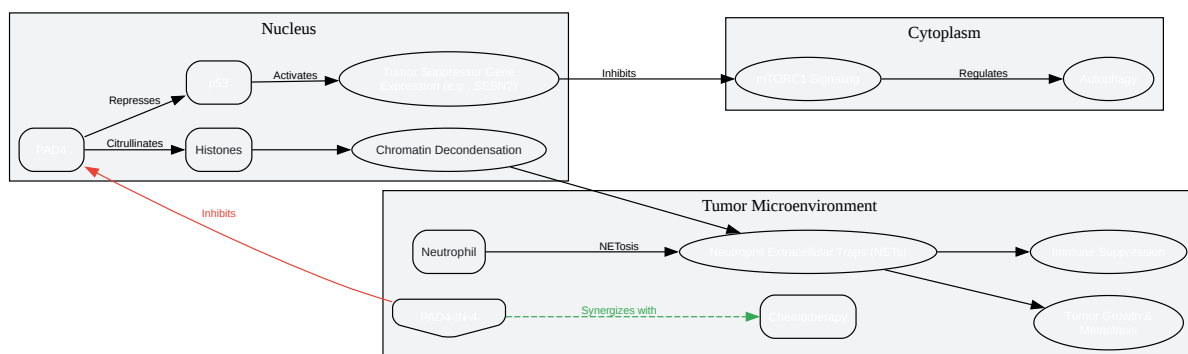 Nucleus
Cytoplasm
Tumor Suppressor Gene
Expression (e.g., SESN2)
p53
Activates
Inhibits
mTORC1 Signaling
Regulates
Autophagy
Represses
PAD4
Citrullinates
Histones
Chromatin Decondensation
Tumor Microenvironment
Inhibits
Neutrophil
NETosis
Neutrophil Extracellular Traps (NETs)
Immune Suppression
PAD4-IN-4
Synergizes with
Chemotherapy
Tumor Growth &
Metastasis